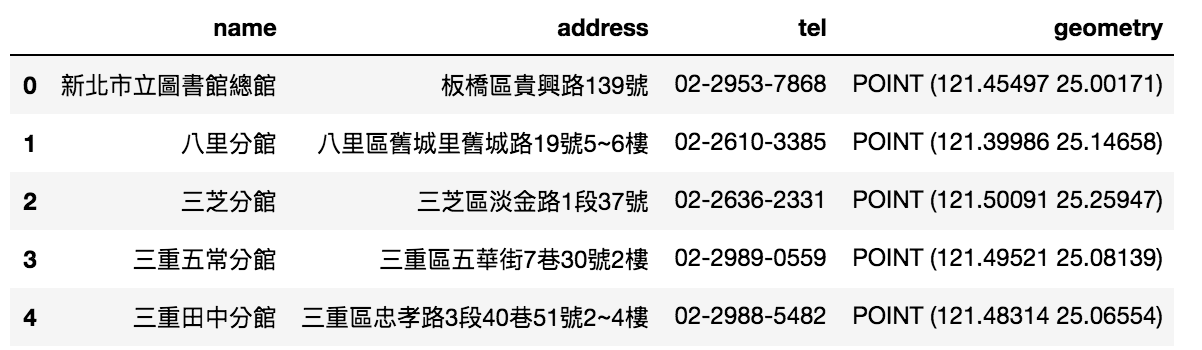 name address tel geometry
0 新北市立圖書館總館 板橋區貴興路139號 02-2953-7868 POINT (121.45497 25.00171)
1 八里分館 八里區舊城里舊城路19號5~6樓 02-2610-3385 POINT (121.39986 25.14658)
2 三芝分館 三芝區淡金路1段37號 02-2636-2331 POINT (121.50091 25.25947)
3 三重五常分館 三重區五華街7巷30號2樓 02-2989-0559 POINT (121.49521 25.08139)
4 三重田中分館 三重區忠孝路3段40巷51號2~4樓 02-2988-5482 POINT (121.48314 25.06554)